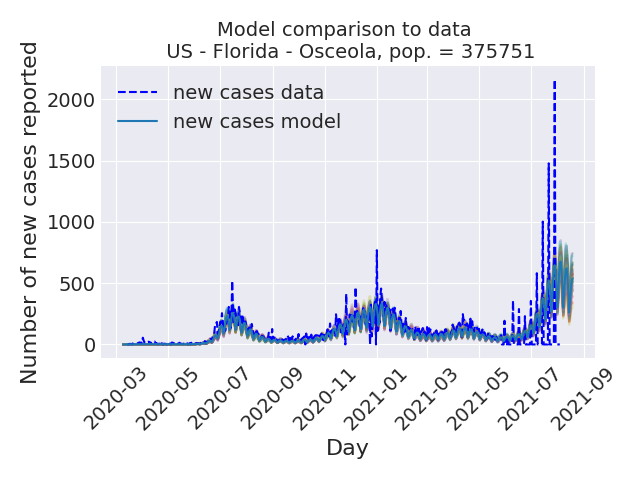 Model comparison to data
US - Florida - Osceola, pop. = 375751
Number of new cases reported
2000
1500
1000
500
0
new cases data
new cases model
2020-03
2020-05
2020-07
2020-09
2020-11
2021-01
2021-03
2021-05
2021-07
2021-09
Day